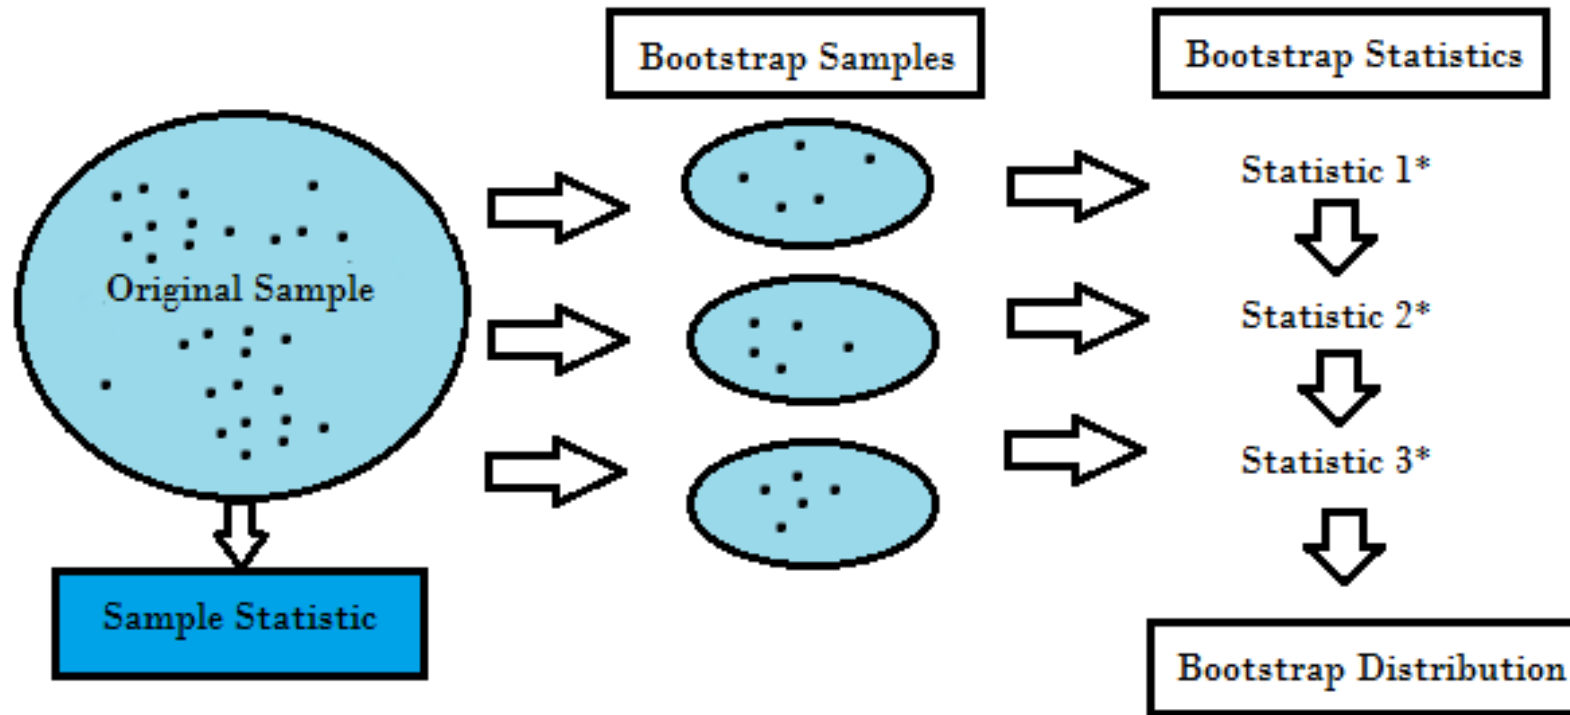 Bootstrap Samples
Bootstrap Statistics
Original Sample
Statistic 1*
Statistic 2*
Statistic 3*
Sample Statistic
Bootstrap Distribution